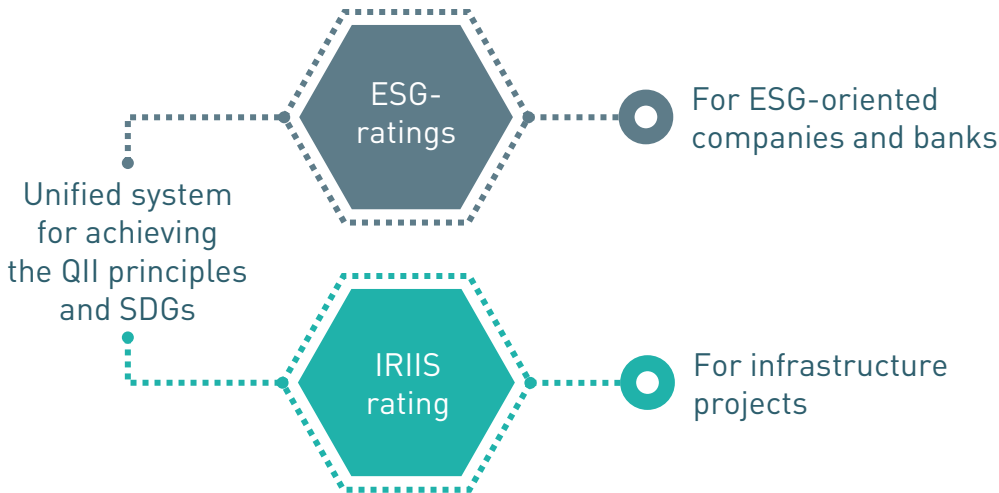 ESG-
ratings
For ESG-oriented
companies and banks
Unified system
for achieving
the QII principles
and SDGs
IRIIS
rating
For infrastructure
projects